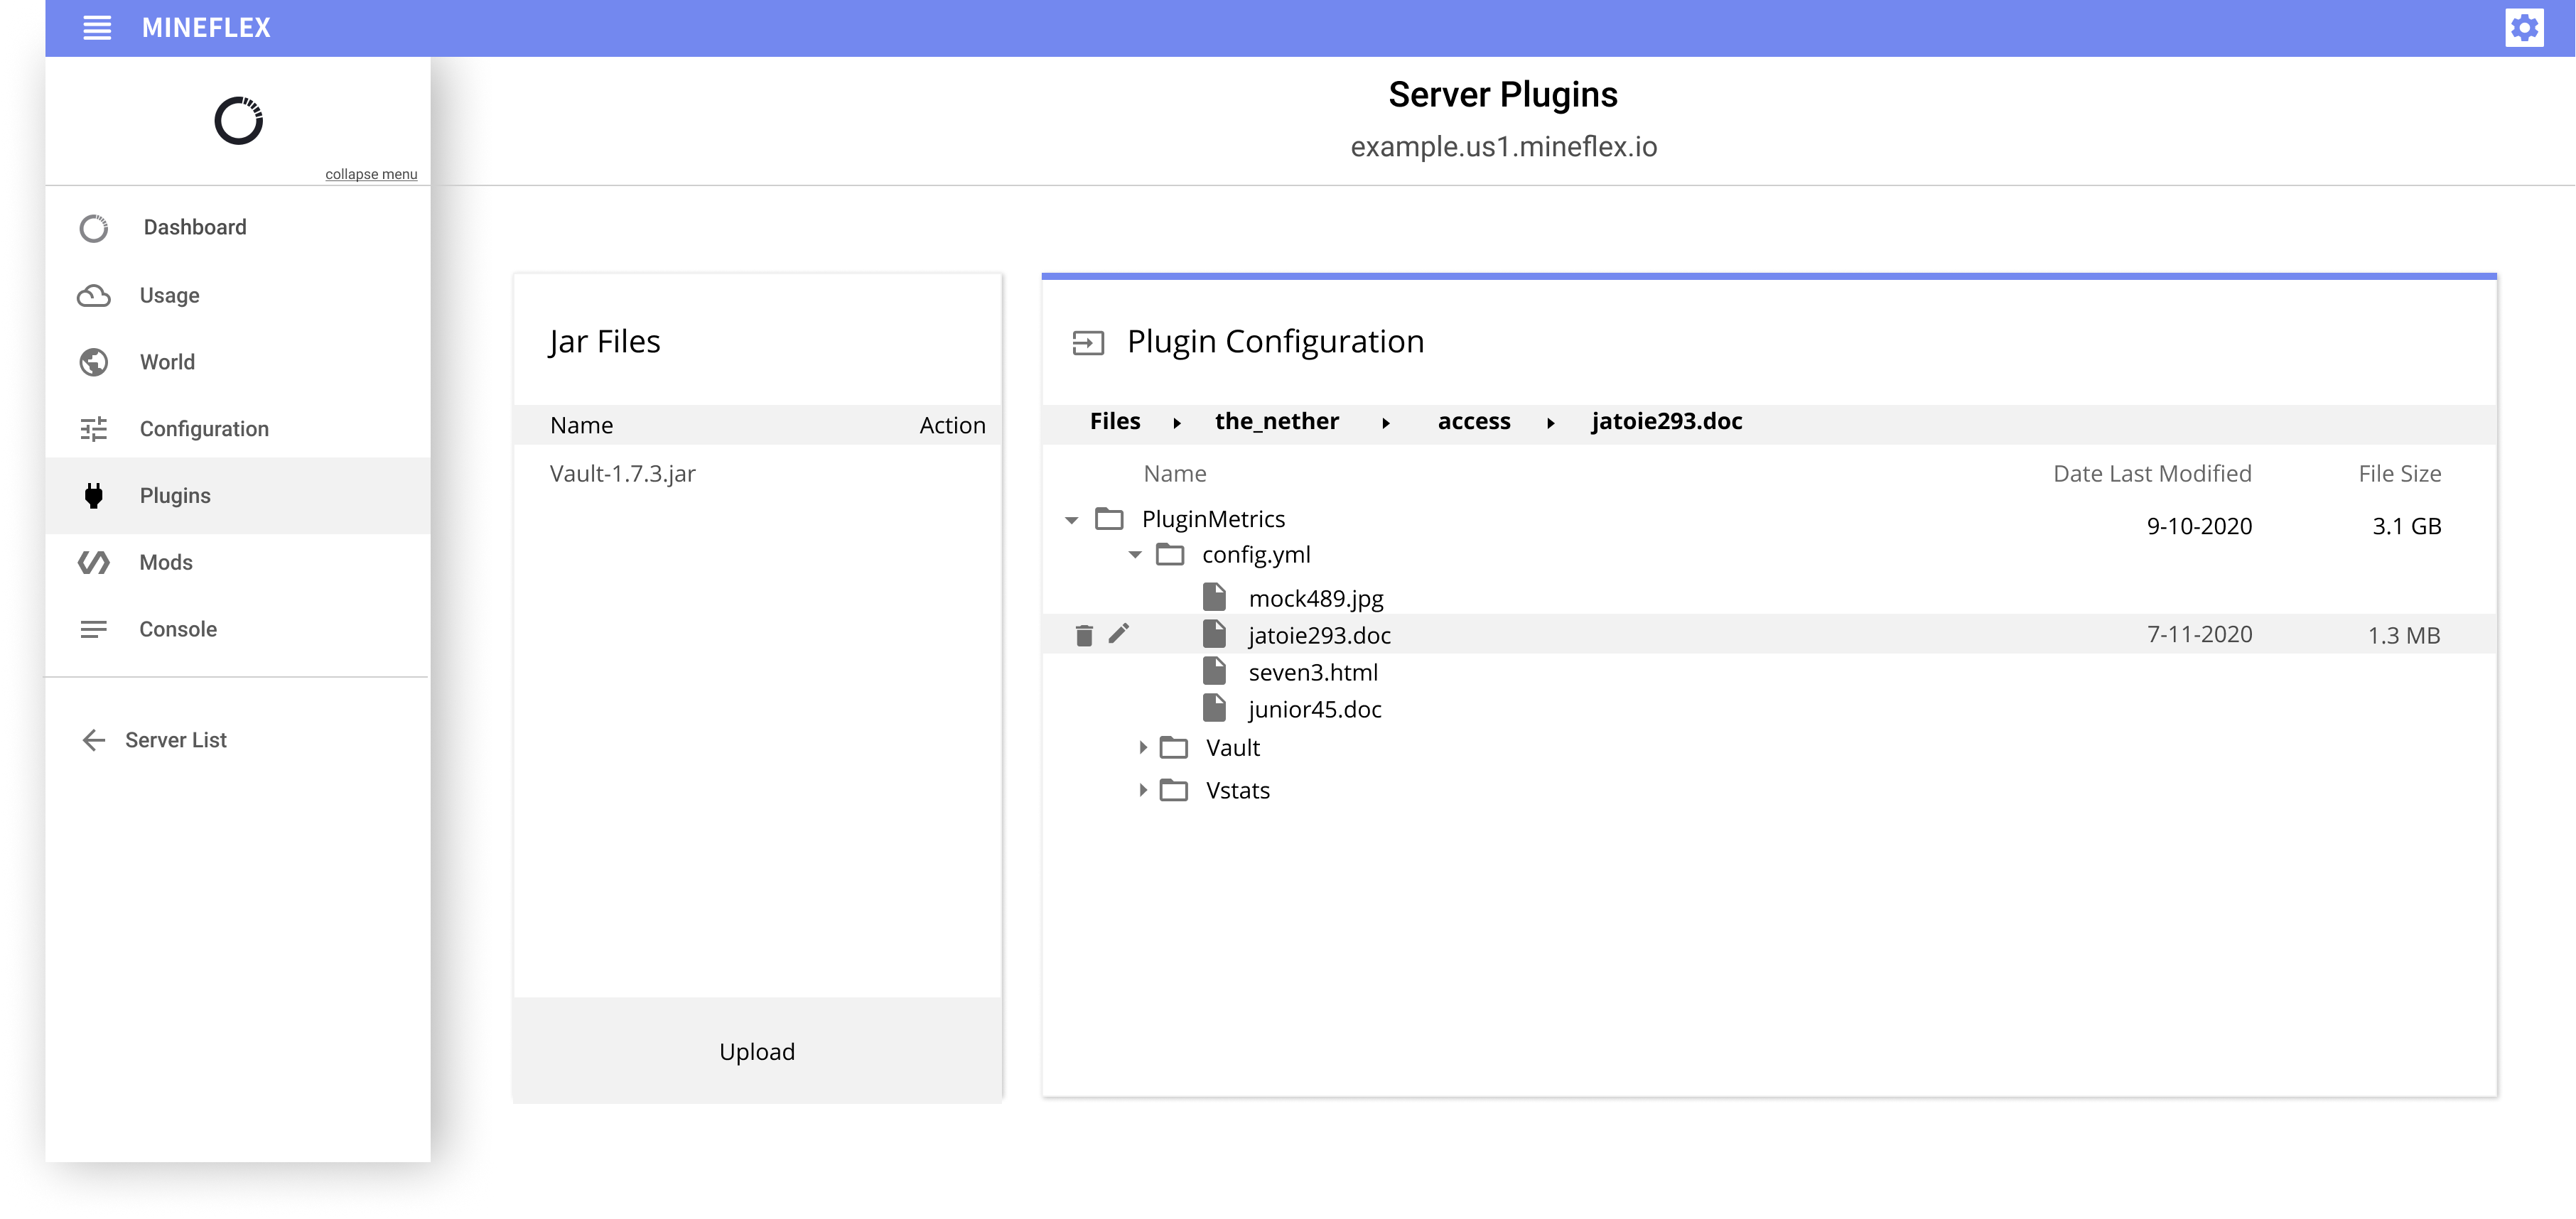 MINEFLEX
Server Plugins
example.us1.mineflex.io
collapse menu
Dashboard
Usage
World
Configuration
Plugins
Mods
Console
Server List
Jar Files
Name Action
Vault-1.7.3.jar
Upload
Plugin Configuration
Files the_nether access jatoie293.doc
Name Date Last Modified File Size
PluginMetrics 9-10-2020 3.1 GB
config.yml
mock489.jpg
jatoie293.doc 7-11-2020 1.3 MB
seven3.html
junior45.doc
Vault
Vstats